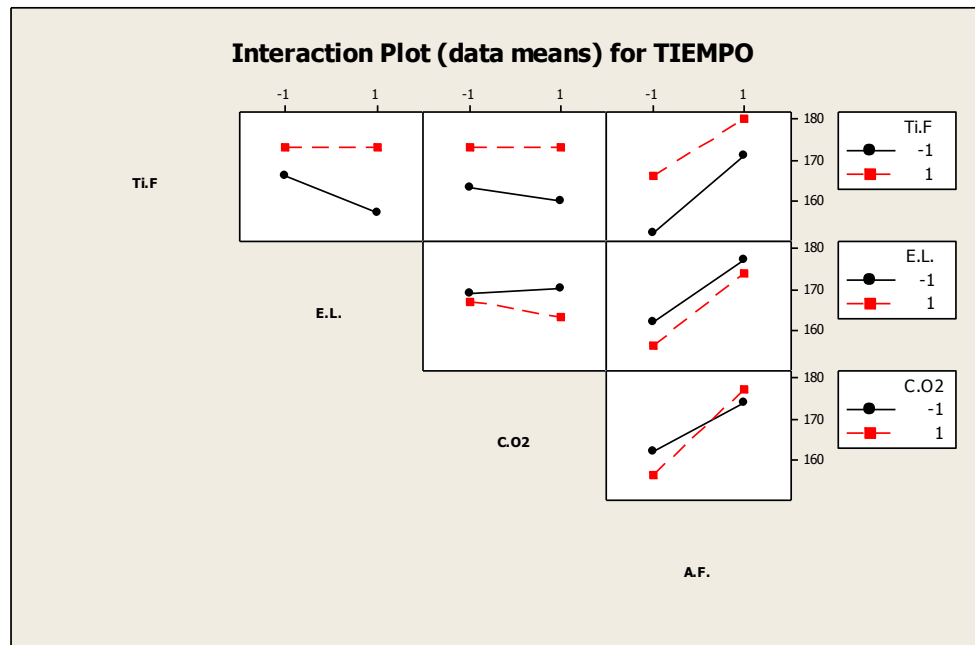 Interaction Plot (data means) for TIEMPO
-1 1 -1 1 -1 1
Ti.F
180
170
160
Ti.F
-1
1
E.L.
180
170
160
E.L.
-1
1
C.O2
180
170
160
C.O2
-1
1
A.F.